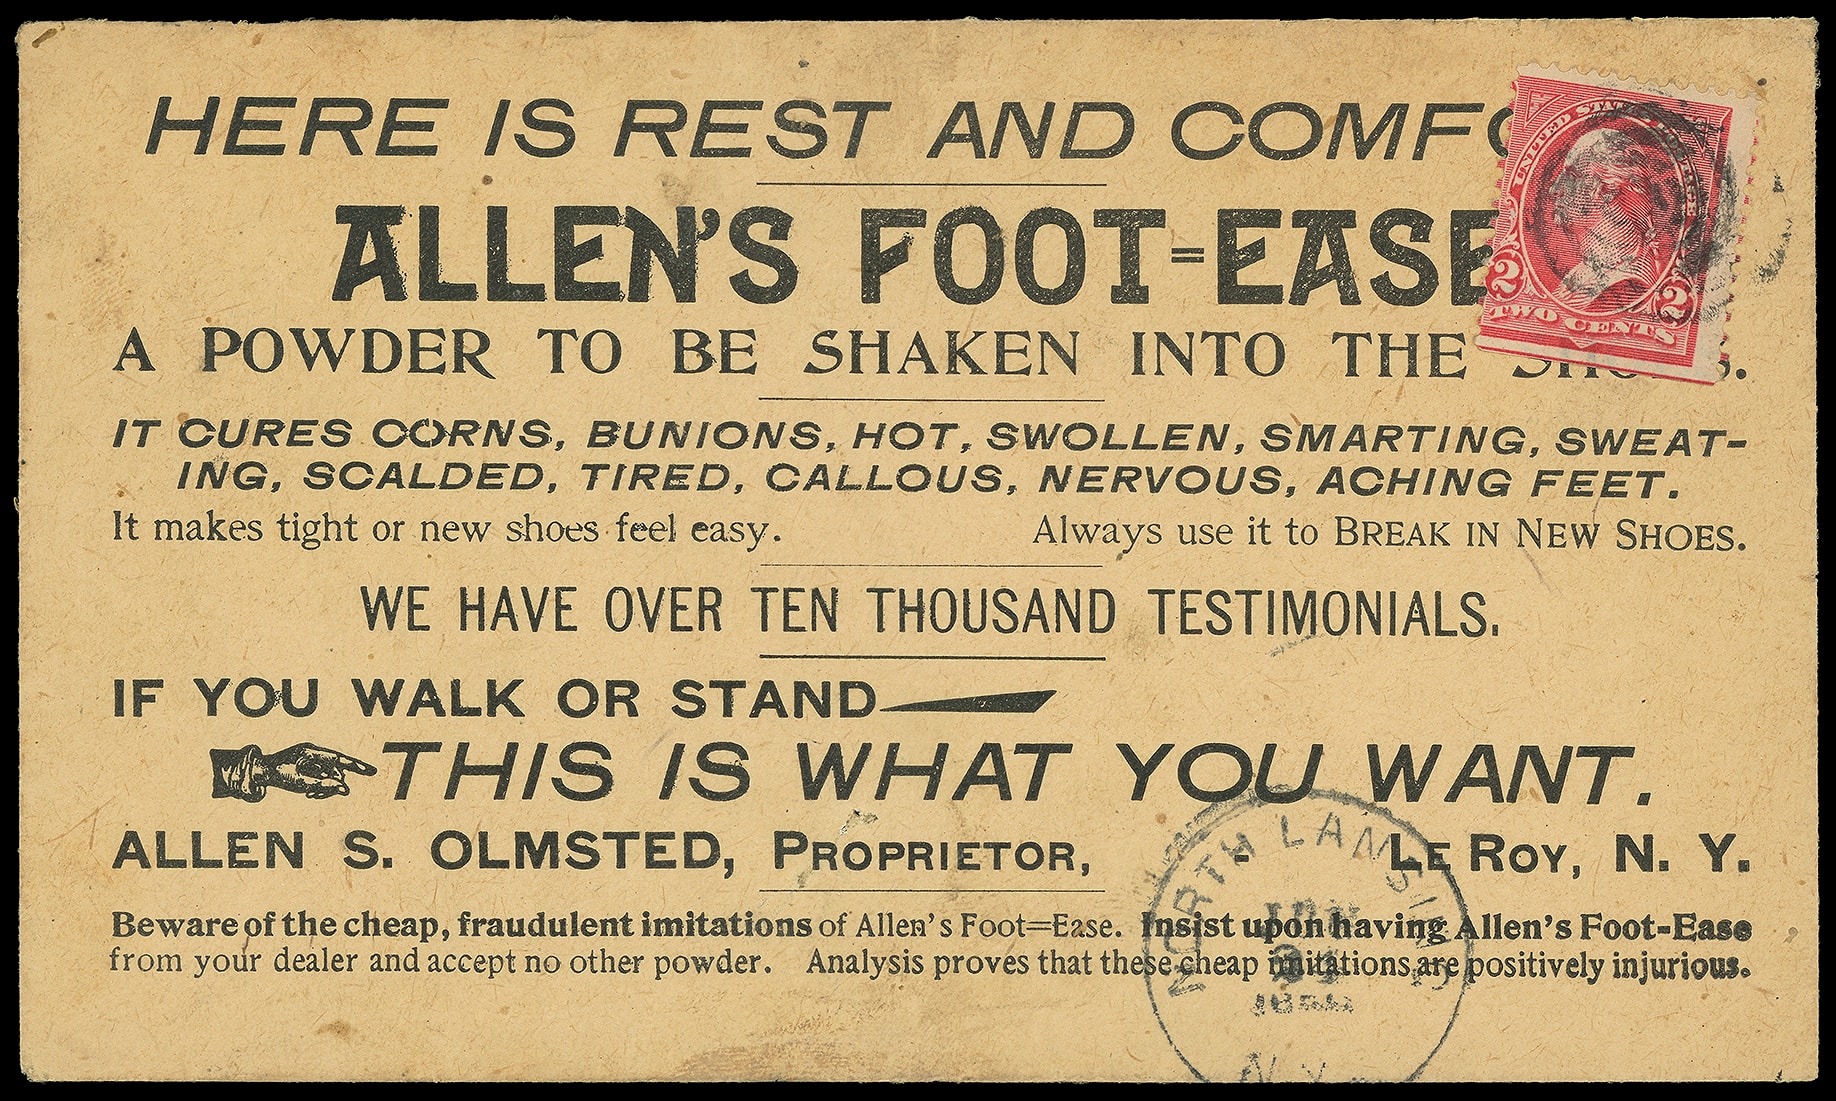 HERE IS REST AND
ALLEN'S FOOT=EASE
A POWDER TO BE SHAKEN INTO THE
IT CURES CORNS, BUNIONS, HOT, SWOLLEN, SMARTING, SWEAT-
ING, SCALDED, TIRED, CALLOUS, NERVOUS, ACHING FEET.
It makes tight or new shoes feel easy. Always use it to BREAK IN NEW SHOES.
WE HAVE OVER TEN THOUSAND TESTIMONIALS.
IF YOU WALK OR STAND
THIS IS WHAT YOU WANT.
ALLEN S. OLMSTED, PROPRIETOR, LE ROY, N. Y.
Beware of the cheap, fraudulent imitations of Allen's Foot=Ease. Insist upon having Allen's Foot-Ease
from your dealer and accept no other powder. Analysis proves that these cheap imitations are positively injurious.
UNITED STATES POSTAGE
2 2
TWO CENTS
NORTH LANSING
N.Y.